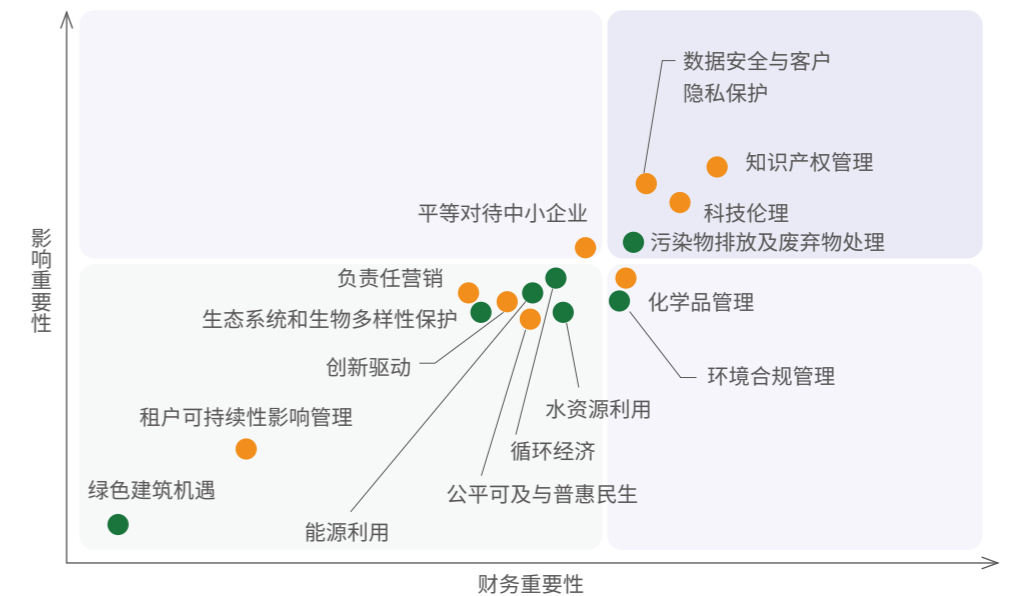 数据安全与客户
隐私保护
知识产权管理
科技伦理
平等对待中小企业
污染物排放及废弃物处理
影响重要性
负责任营销
化学品管理
生态系统和生物多样性保护
创新驱动
环境合规管理
水资源利用
租户可持续性影响管理
循环经济
绿色建筑机遇
公平可及与普惠民生
能源利用
财务重要性